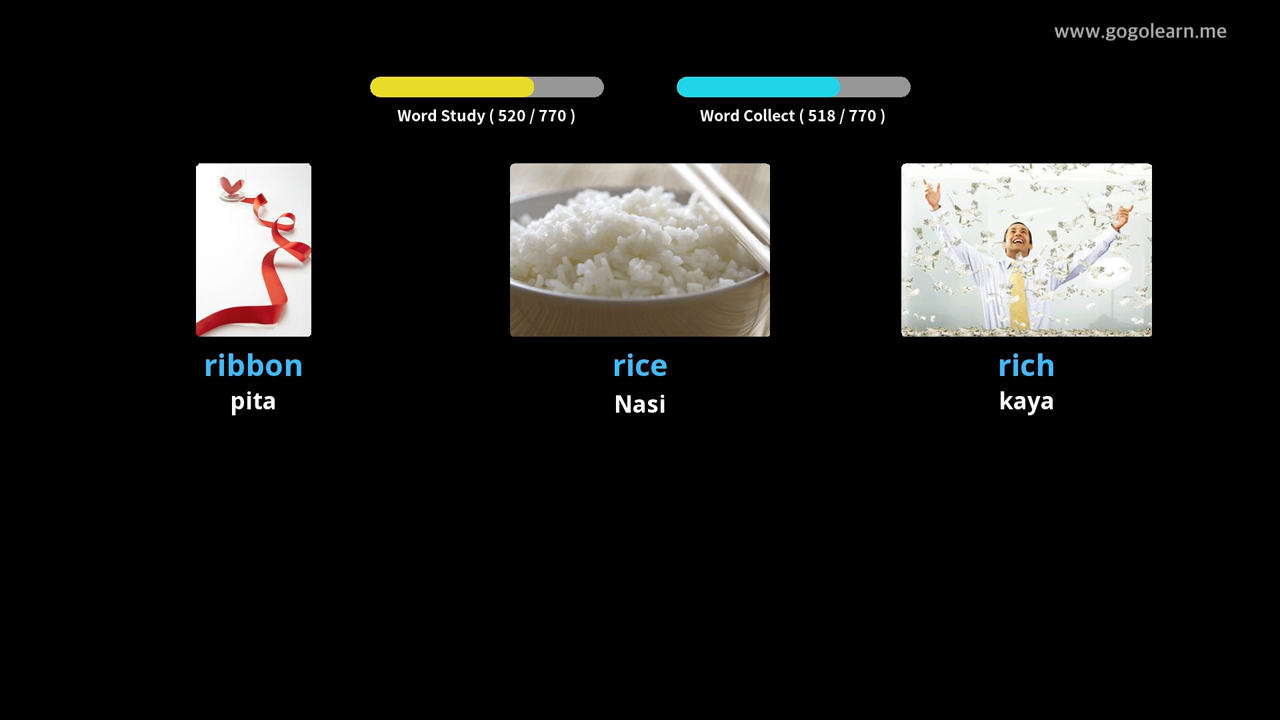 www.gogolearn.me
Word Study ( 520 / 770 )
Word Collect ( 518 / 770 )
ribbon
pita
rice
Nasi
rich
kaya